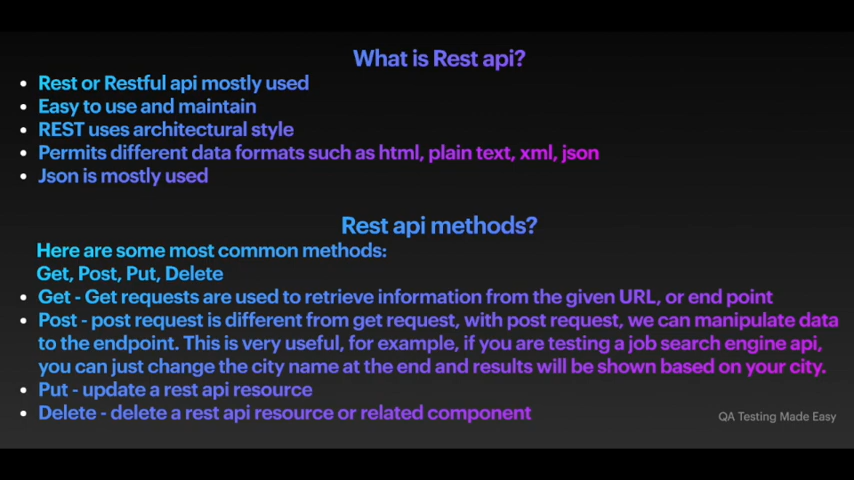 What is Rest api?
• Rest or Restful api mostly used
• Easy to use and maintain
• REST uses architectural style
• Permits different data formats such as html, plain text, xml, json
• Json is mostly used
Rest api methods?
Here are some most common methods:
Get, Post, Put, Delete
• Get - Get requests are used to retrieve information from the given URL, or end point
• Post - post request is different from get request, with post request, we can manipulate data
to the endpoint. This is very useful, for example, if you are testing a job search engine api,
you can just change the city name at the end and results will be shown based on your city.
• Put - update a rest api resource
• Delete - delete a rest api resource or related component
QA Testing Made Easy